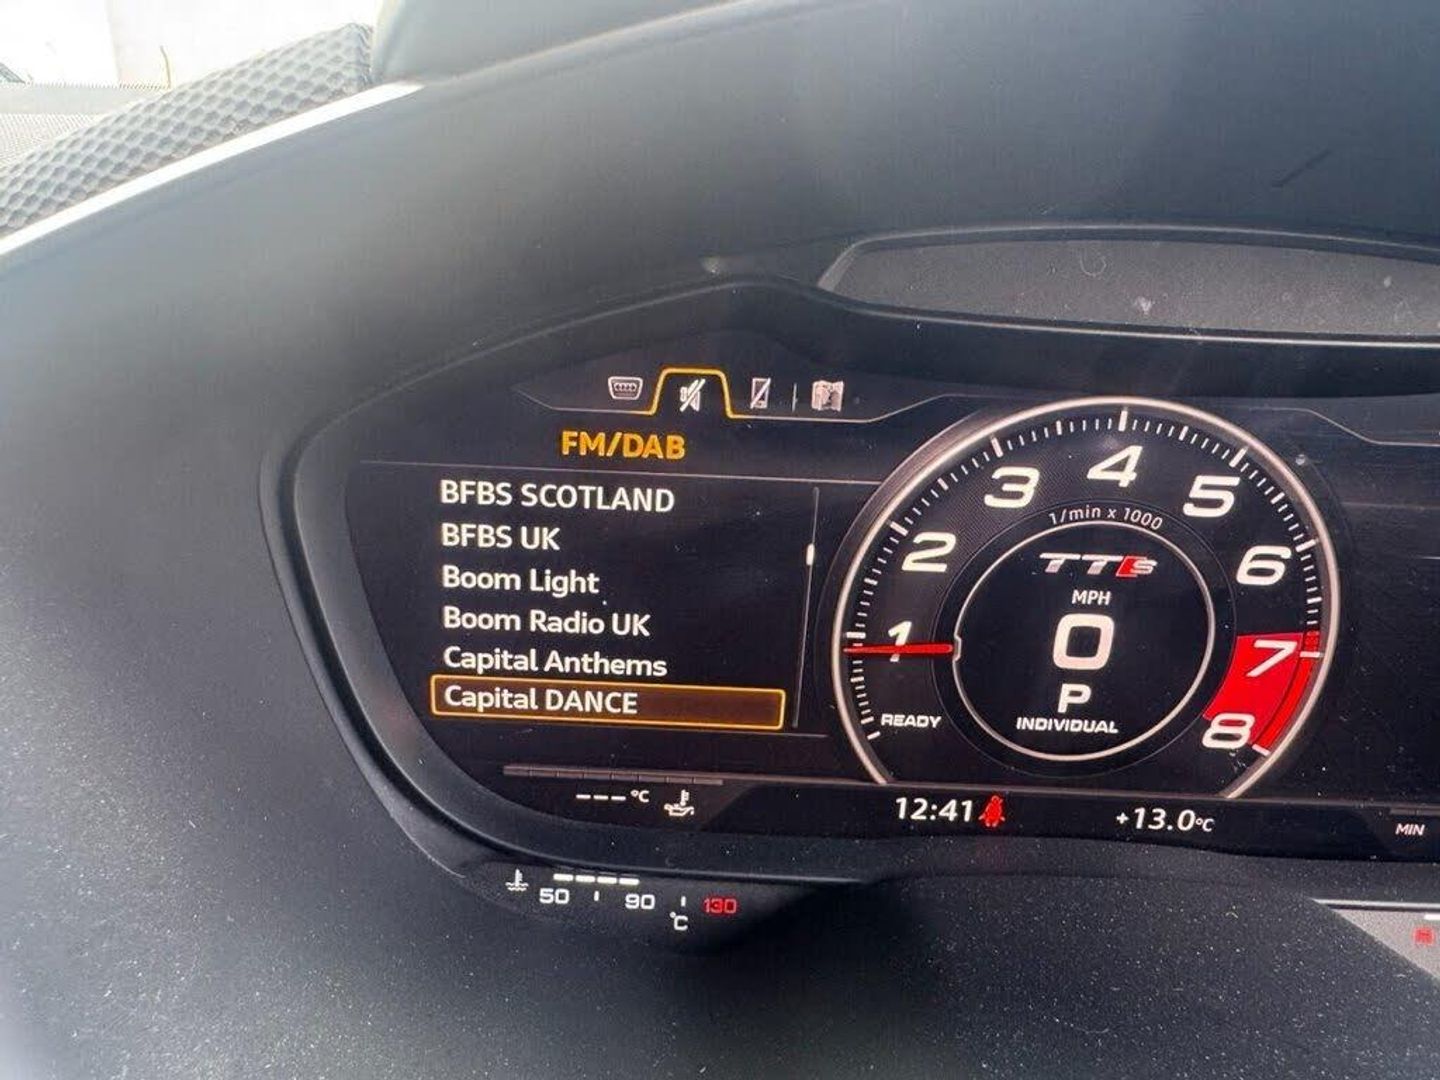 FM/DAB
BFBS SCOTLAND
BFBS UK
Boom Light
Boom Radio UK
Capital Anthems
Capital DANCE
---°C
1 2 3 4 5 6 7 8
1/min x 1000
TTS
MPH
0
P
INDIVIDUAL
READY
12:41
+13.0°C
MIN
50 90 130
°C